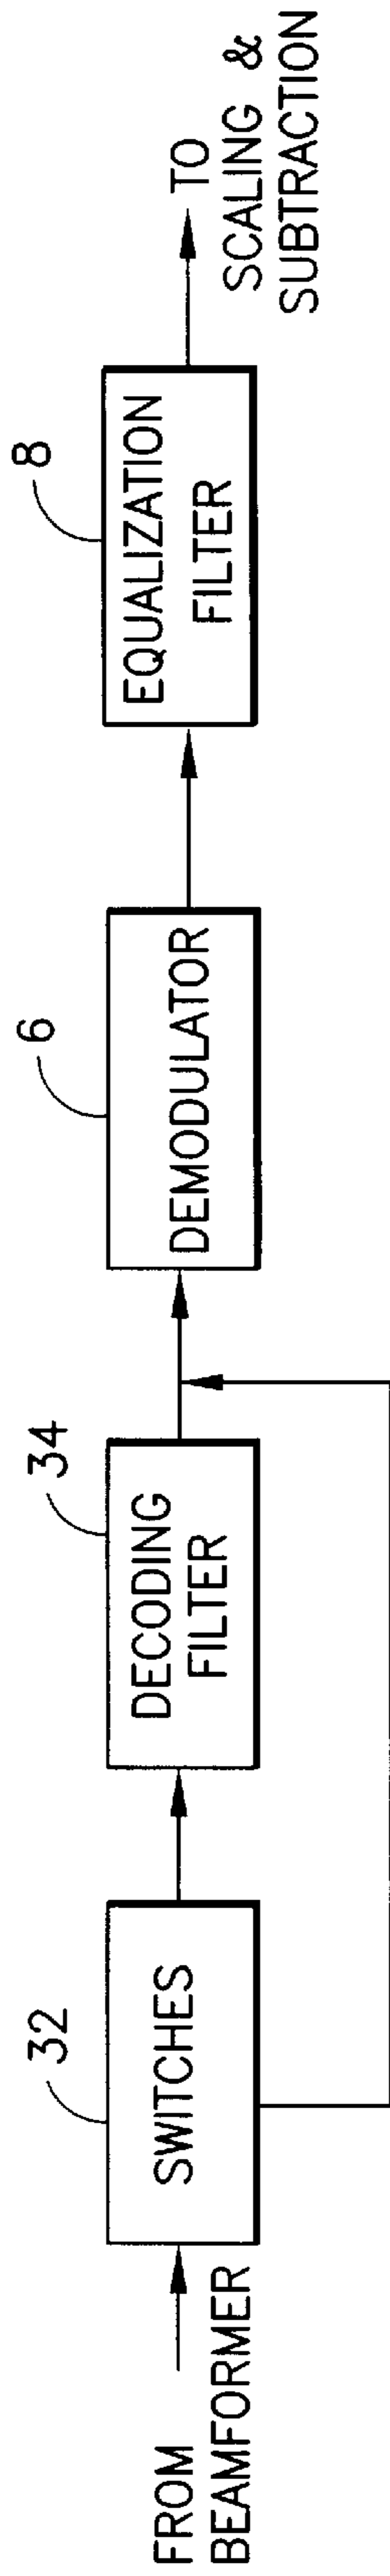 FROM
BEAMFORMER
32
SWITCHES
34
DECODING
FILTER
6
DEMODULATOR
8
EQUALIZATION
FILTER
TO
SCALING &
SUBTRACTION